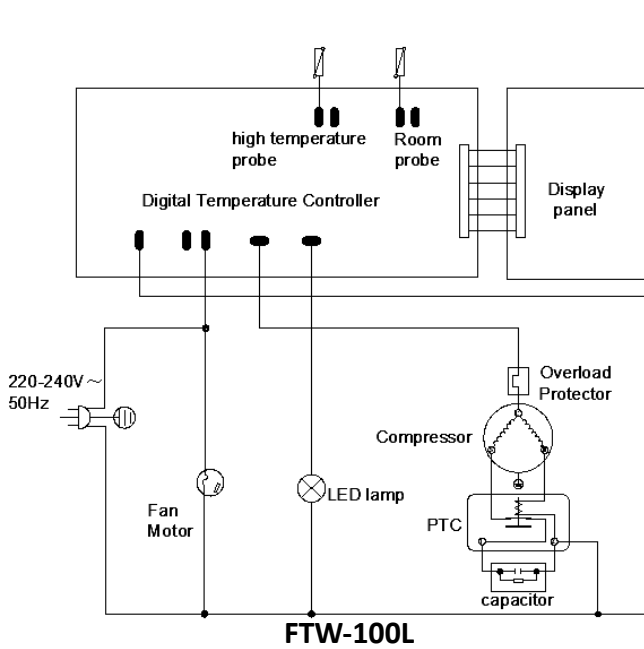 high temperature
probe
Room
probe
Digital Temperature Controller
Display
panel
220-240V～
50Hz
Overload
Protector
Compressor
LED lamp
Fan
Motor
PTC
capacitor
FTW-100L